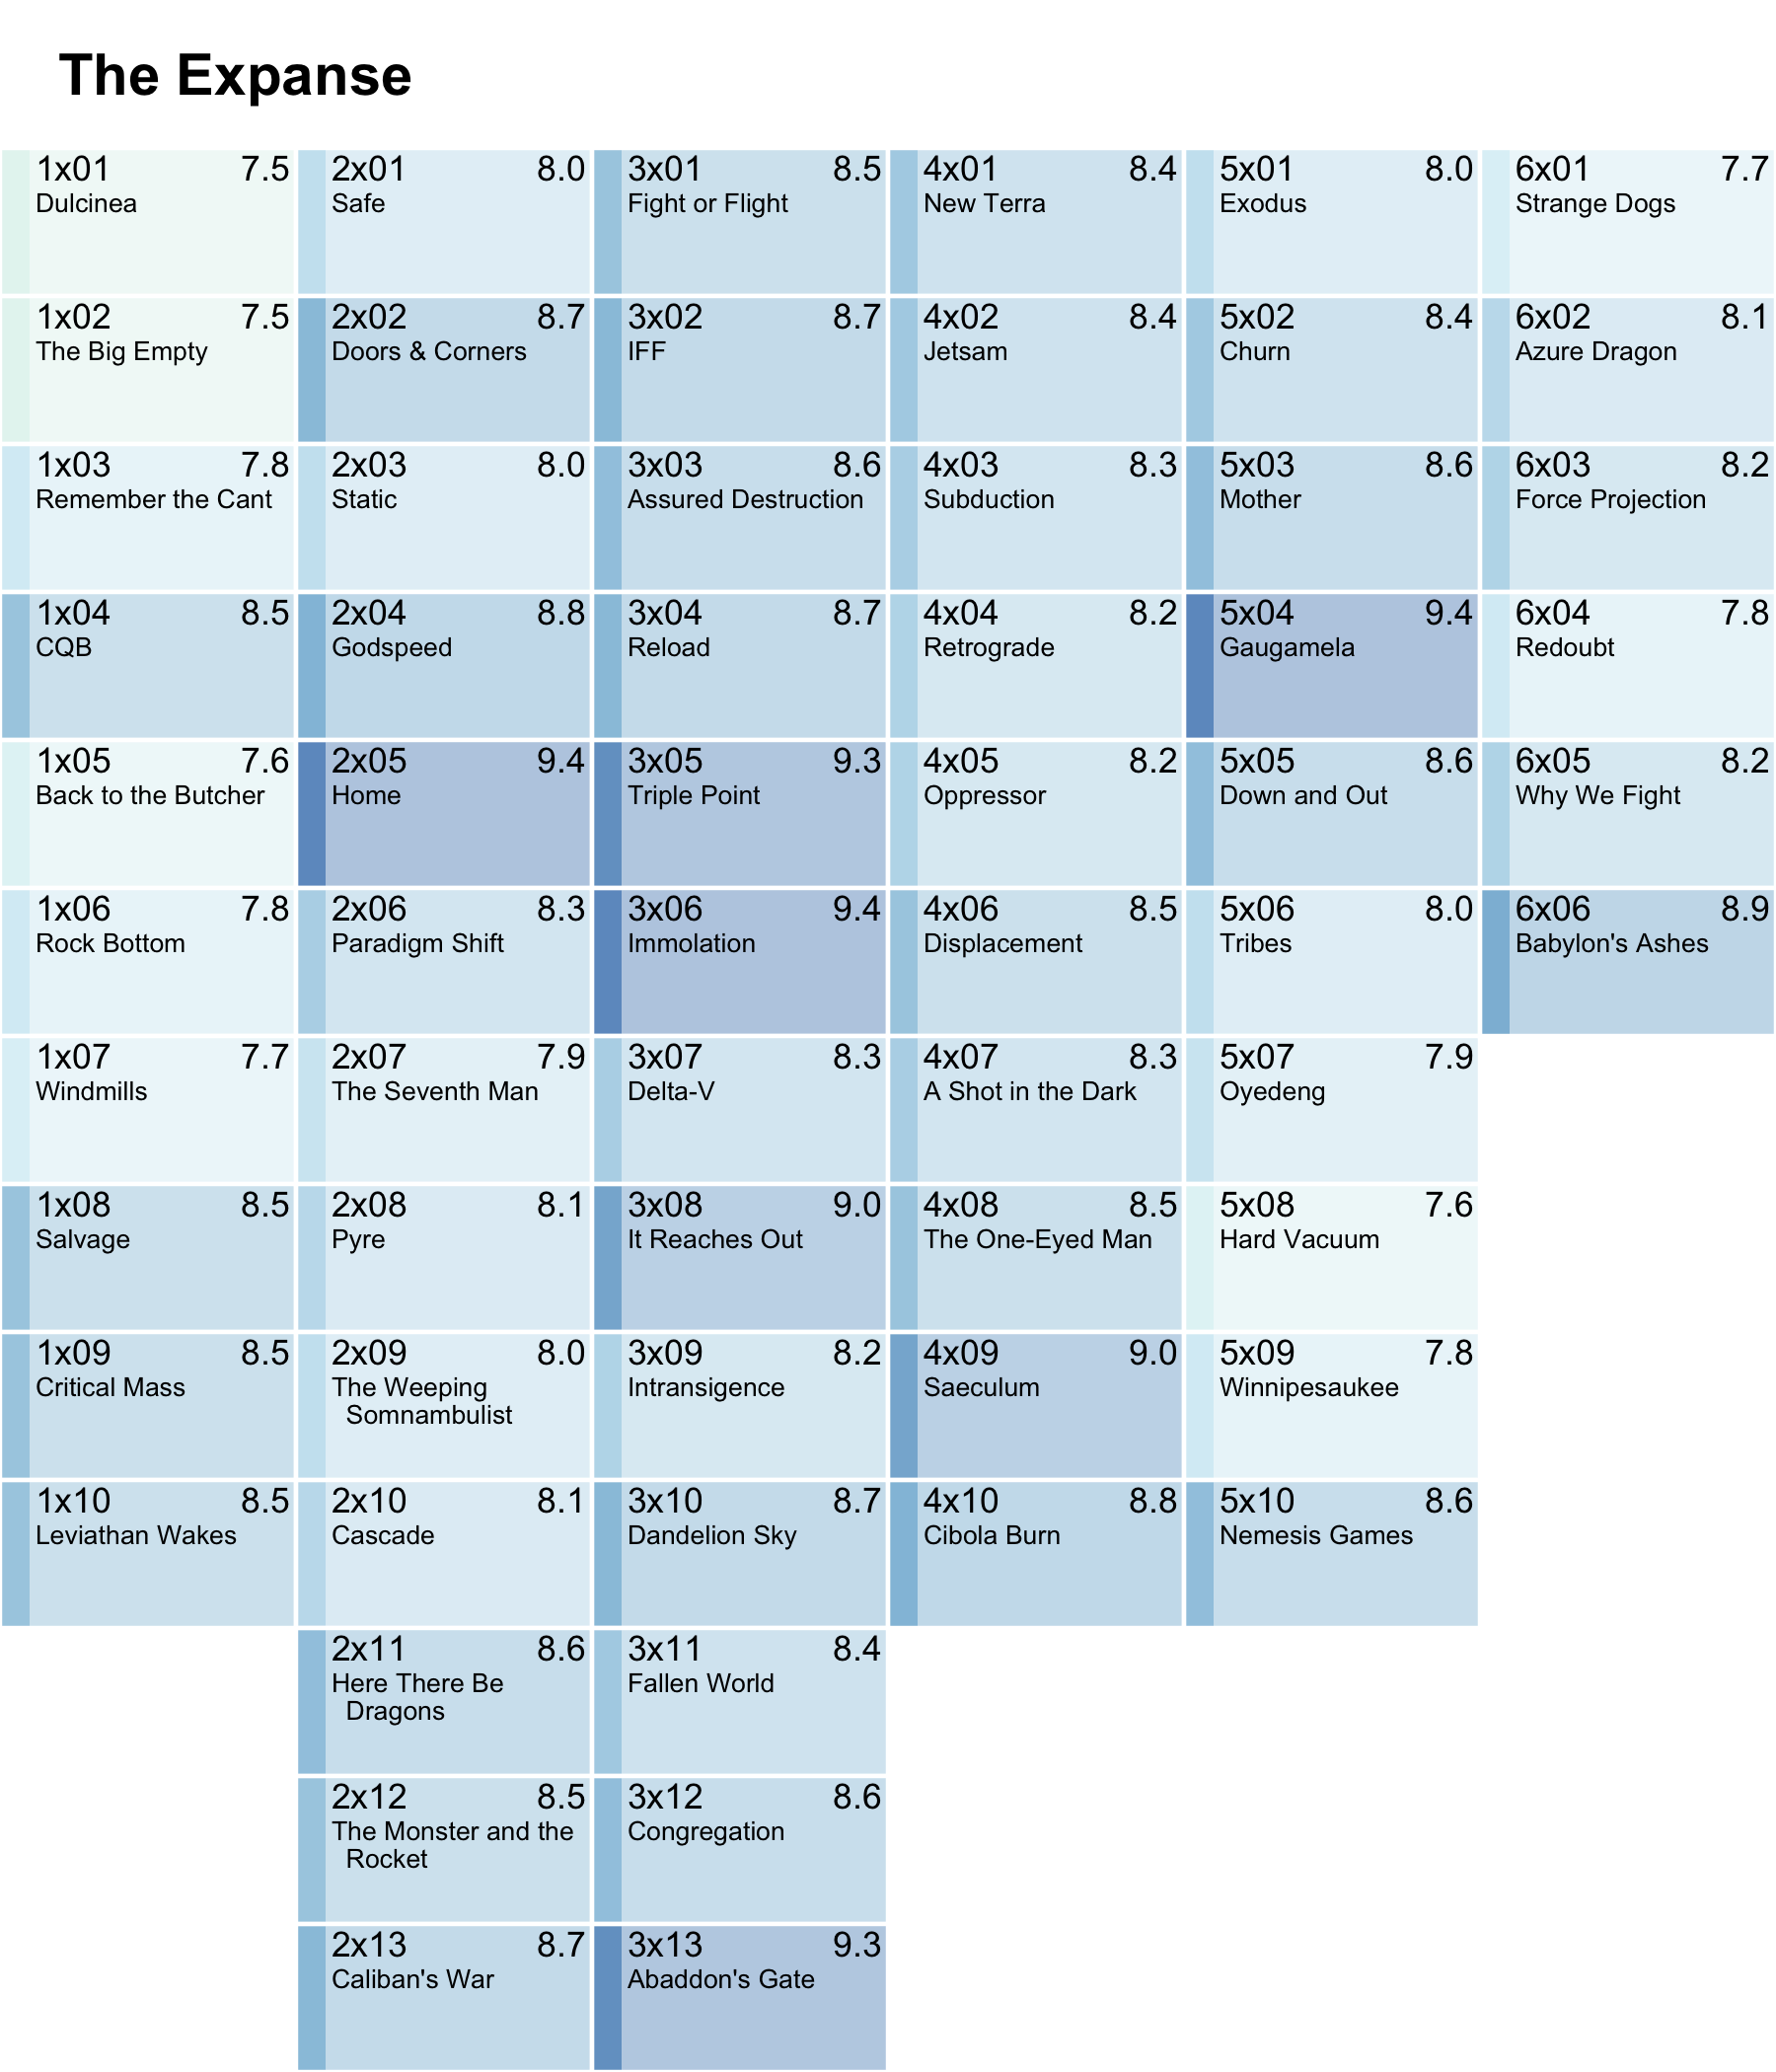 The Expanse
1x01 7.5
Dulcinea
2x01 8.0
Safe
3x01 8.5
Fight or Flight
4x01 8.4
New Terra
5x01 8.0
Exodus
6x01 7.7
Strange Dogs
1x02 7.5
The Big Empty
2x02 8.7
Doors & Corners
3x02 8.7
IFF
4x02 8.4
Jetsam
5x02 8.4
Churn
6x02 8.1
Azure Dragon
1x03 7.8
Remember the Cant
2x03 8.0
Static
3x03 8.6
Assured Destruction
4x03 8.3
Subduction
5x03 8.6
Mother
6x03 8.2
Force Projection
1x04 8.5
CQB
2x04 8.8
Godspeed
3x04 8.7
Reload
4x04 8.2
Retrograde
5x04 9.4
Gaugamela
6x04 7.8
Redoubt
1x05 7.6
Back to the Butcher
2x05 9.4
Home
3x05 9.3
Triple Point
4x05 8.2
Oppressor
5x05 8.6
Down and Out
6x05 8.2
Why We Fight
1x06 7.8
Rock Bottom
2x06 8.3
Paradigm Shift
3x06 9.4
Immolation
4x06 8.5
Displacement
5x06 8.0
Tribes
6x06 8.9
Babylon's Ashes
1x07 7.7
Windmills
2x07 7.9
The Seventh Man
3x07 8.3
Delta-V
4x07 8.3
A Shot in the Dark
5x07 7.9
Oyedeng
1x08 8.5
Salvage
2x08 8.1
Pyre
3x08 9.0
It Reaches Out
4x08 8.5
The One-Eyed Man
5x08 7.6
Hard Vacuum
1x09 8.5
Critical Mass
2x09 8.0
The Weeping
Somnambulist
3x09 8.2
Intransigence
4x09 9.0
Saeculum
5x09 7.8
Winnipesaukee
1x10 8.5
Leviathan Wakes
2x10 8.1
Cascade
3x10 8.7
Dandelion Sky
4x10 8.8
Cibola Burn
5x10 8.6
Nemesis Games
2x11 8.6
Here There Be
Dragons
3x11 8.4
Fallen World
2x12 8.5
The Monster and the
Rocket
3x12 8.6
Congregation
2x13 8.7
Caliban's War
3x13 9.3
Abaddon's Gate